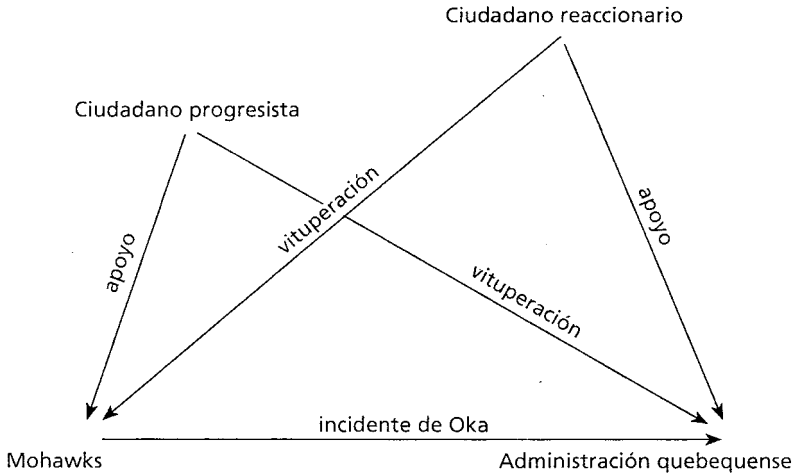 Ciudadano reaccionario
Ciudadano progresista
vituperación
apoyo
apoyo
vituperación
incidente de Oka
Mohawks
Administración quebequense